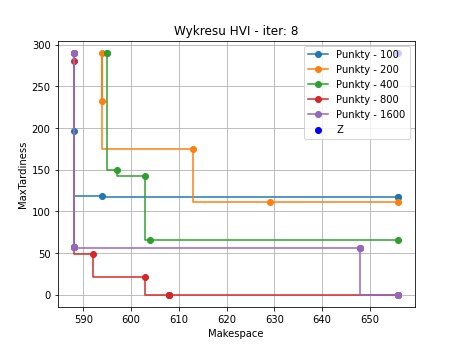 Wykresu HVI - iter: 8
300
250
200
150
100
50
0
MaxTardiness
Punkty - 100
Punkty - 200
Punkty - 400
Punkty - 800
Punkty - 1600
Z
590 600 610 620 630 640 650
Makespace